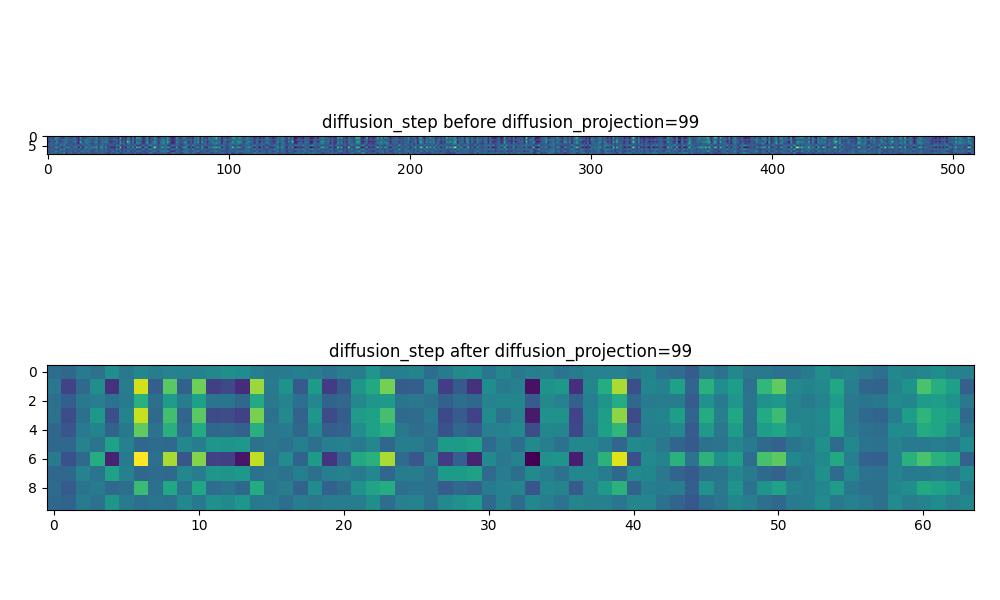 diffusion_step before diffusion_projection=99
0
5
0 100 200 300 400 500
diffusion_step after diffusion_projection=99
0
2
4
6
8
0 10 20 30 40 50 60